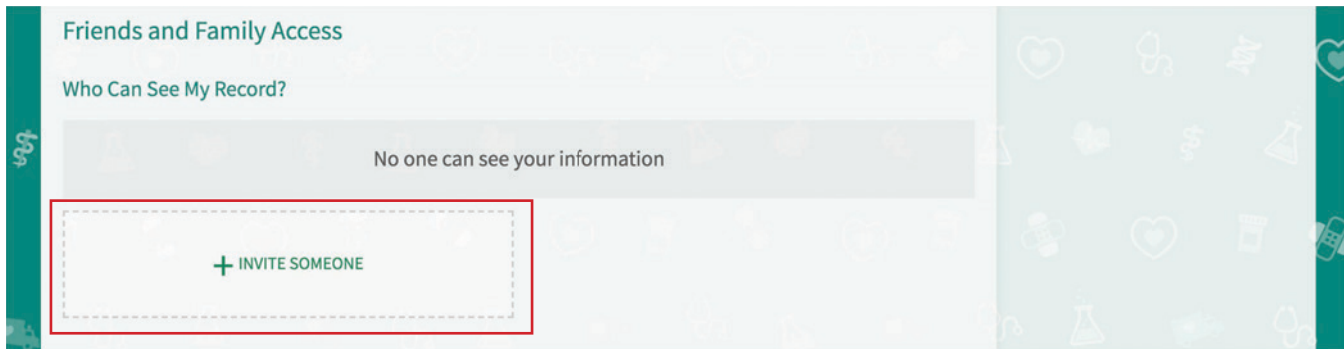 Friends and Family Access
Who Can See My Record?
No one can see your information
+ INVITE SOMEONE